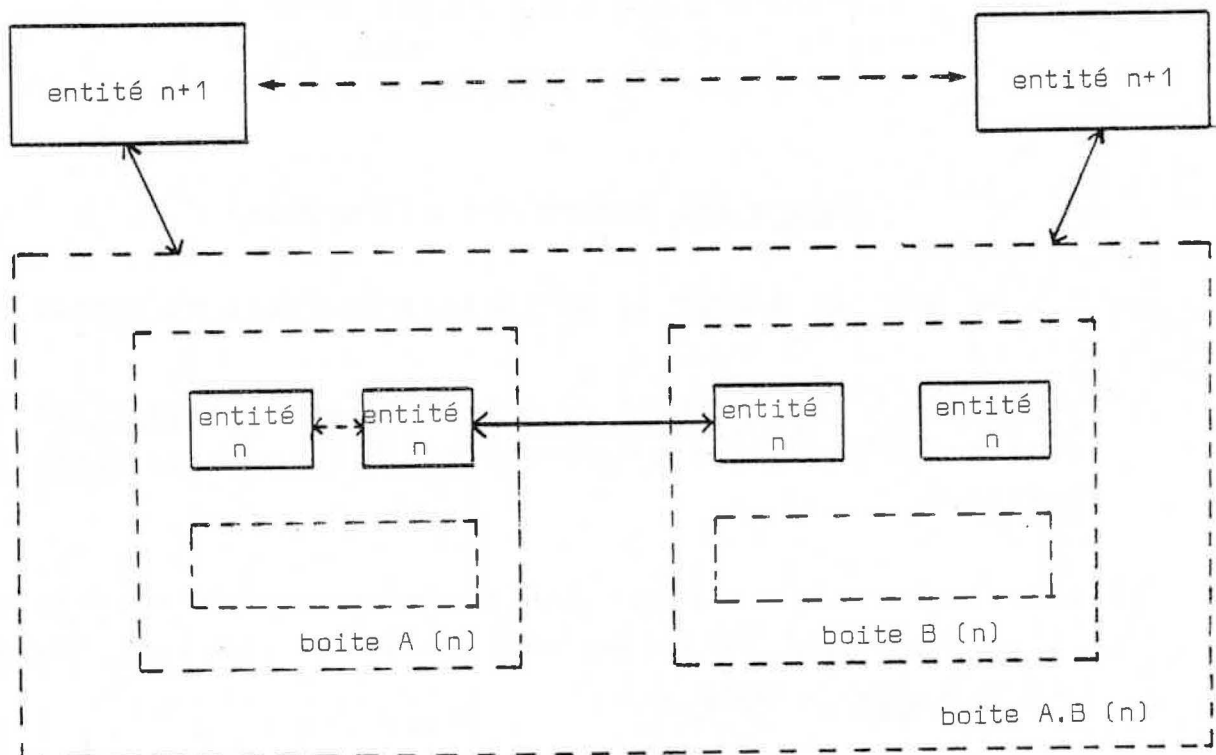 entité n+1
entité n+1
entité
n
entité
n
entité
n
entité
n
boite A (n)
boite B (n)
boite A.B (n)